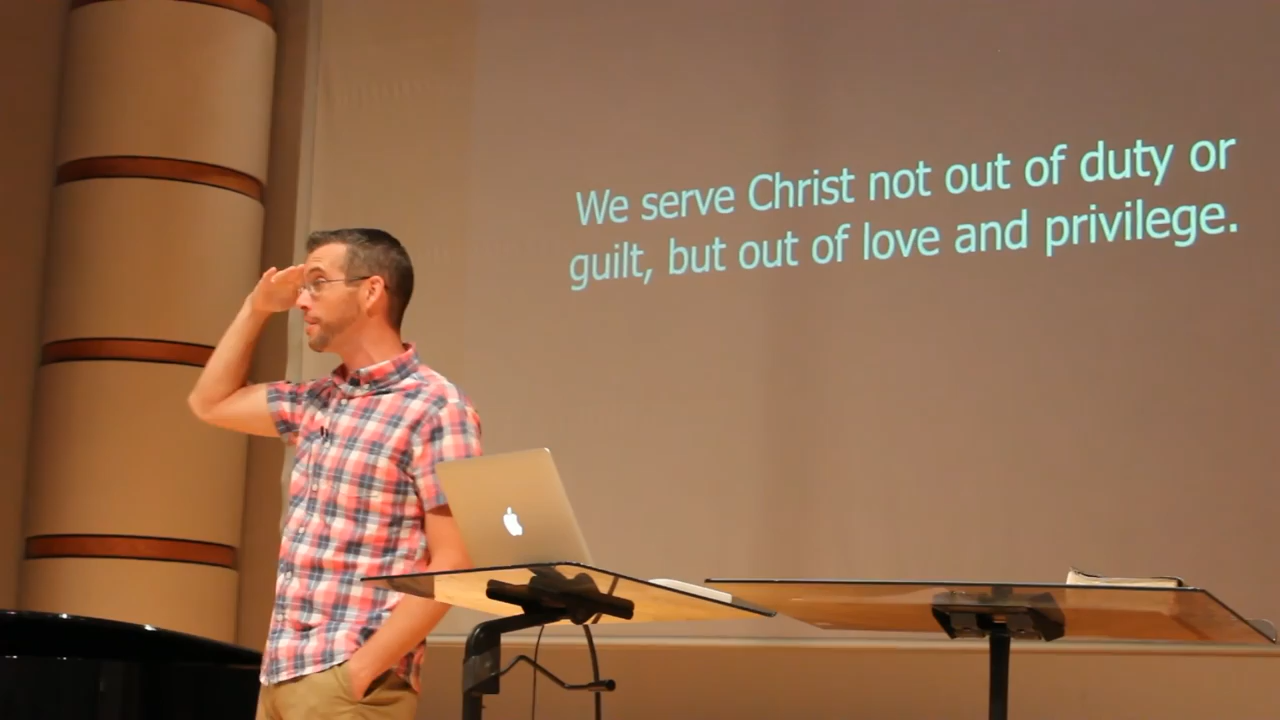 We serve Christ not out of duty or
guilt, but out of love and privilege.